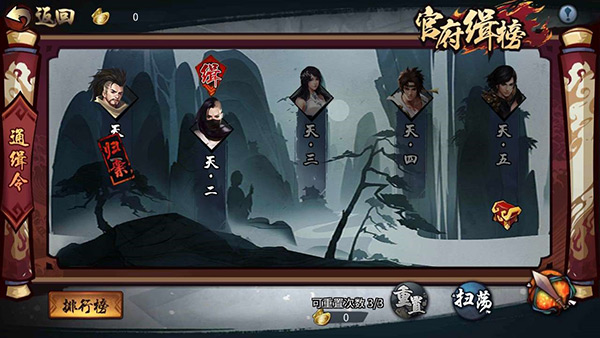 返回
0
官府缉榜
?
通缉令
天
归案
缉
天·二
天·三
天·四
天·五
排行榜
可重置次数 3/3
0
重置
扫荡